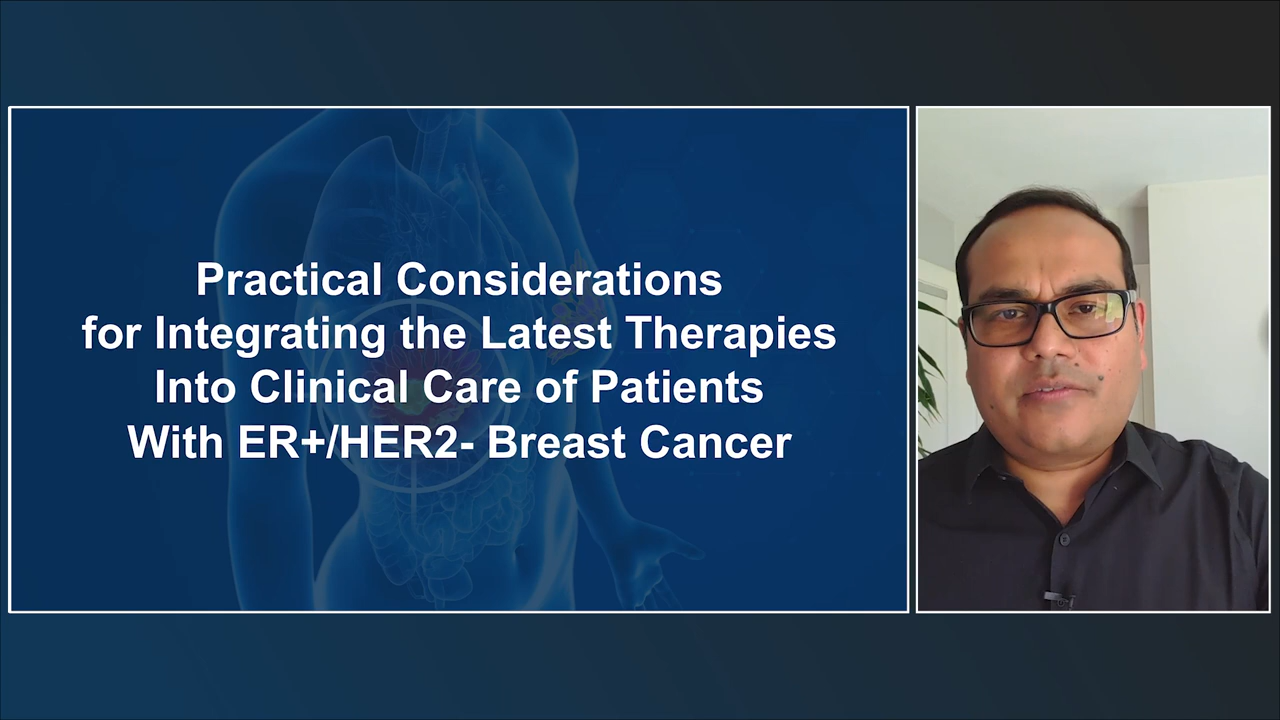 Practical Considerations
for Integrating the Latest Therapies
Into Clinical Care of Patients
With ER+/HER2- Breast Cancer